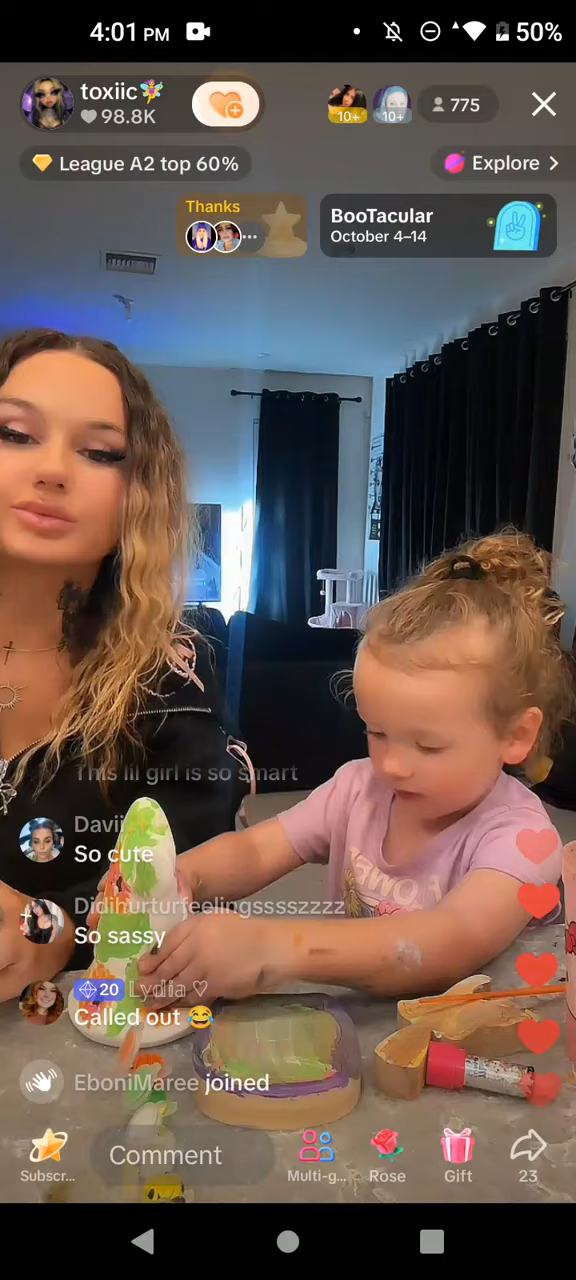 4:01 PM
50%
toxiic🧚
98.8K
10+
10+
775
League A2 top 60%
Explore >
Thanks
BooTacular
October 4–14
This lil girl is so smart
Davii
So cute
Didihurturfeelingsssszzzz
So sassy
20 𝕃𝕪𝕕𝕚𝕒 ♡
Called out 😂
EboniMaree joined
Subscr...
Comment
Multi-g...
Rose
Gift
23